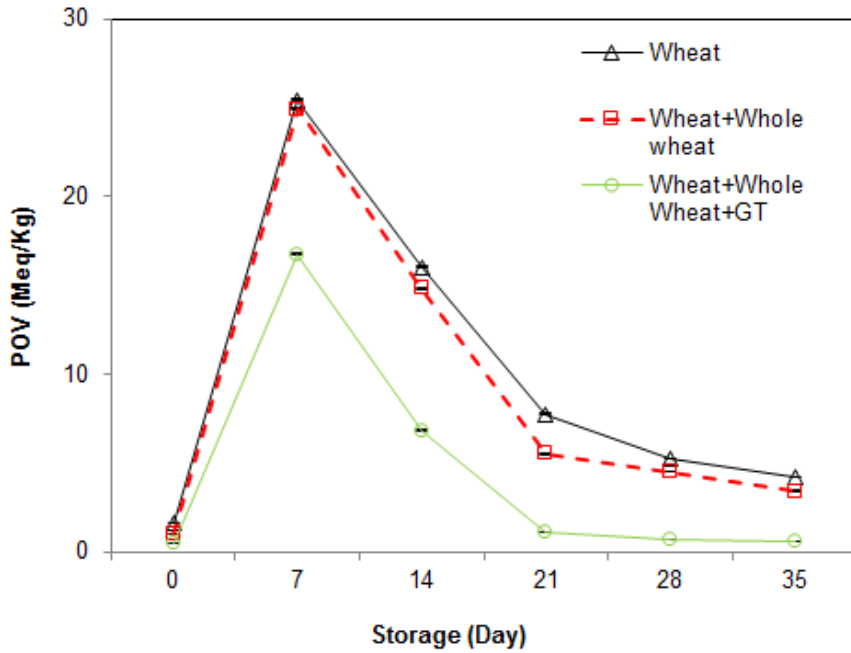 30
20
10
0
POV (Meq/Kg)
Wheat
Wheat+Whole
wheat
Wheat+Whole
Wheat+GT
0 7 14 21 28 35
Storage (Day)